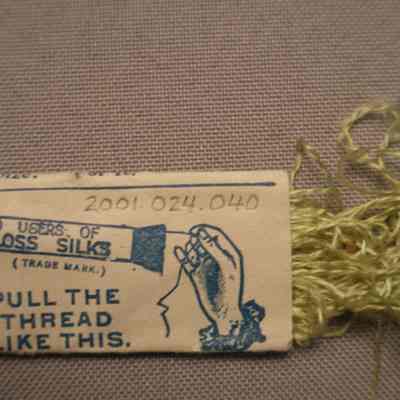 2001.024.040
USERS OF
LOSS SILKS
(TRADE MARK.)
PULL THE
THREAD
LIKE THIS.